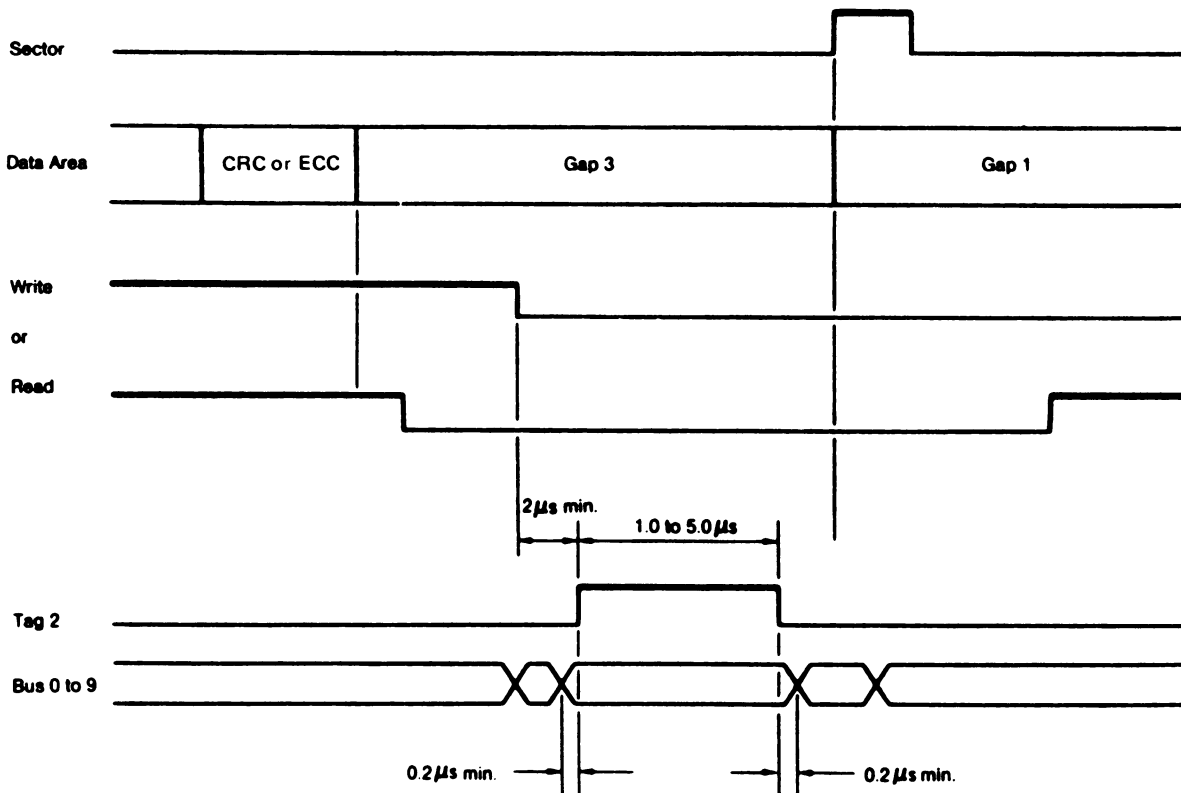 Sector
Data Area
CRC or ECC
Gap 3
Gap 1
Write
or
Read
2μs min.
1.0 to 5.0μs
Tag 2
Bus 0 to 9
0.2μs min.
0.2μs min.